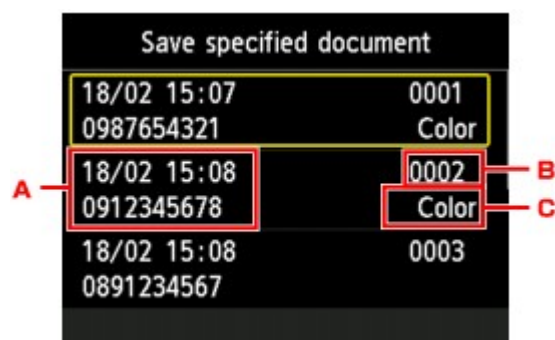 Save specified document
18/02 15:07 0001
0987654321 Color
A 18/02 15:08 0002 B
0912345678 Color C
18/02 15:08 0003
0891234567